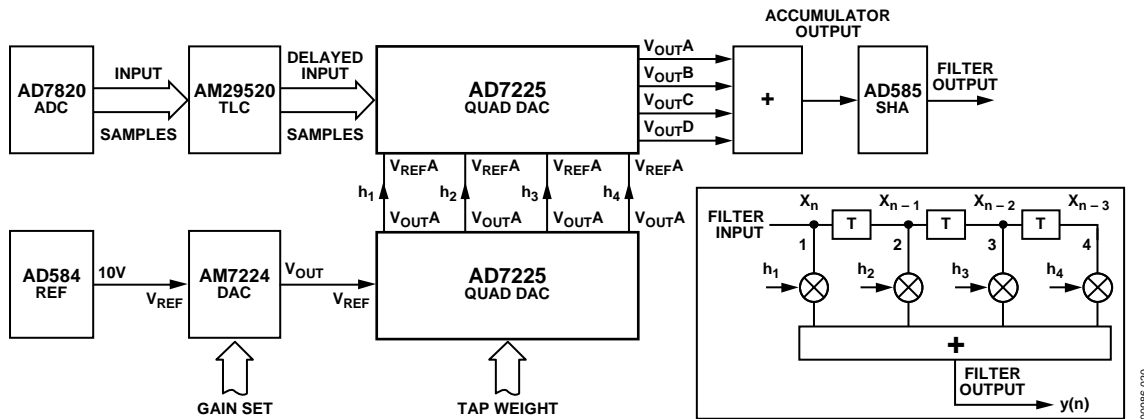 ACCUMULATOR
OUTPUT
AD7820
ADC
INPUT
SAMPLES
AM29520
TLC
DELAYED
INPUT
SAMPLES
AD7225
QUAD DAC
VOUTA
VOUTB
VOUTC
VOUTD
+
AD585
SHA
FILTER
OUTPUT
VREFA VREFA VREFA VREFA
h1 h2 h3 h4
VOUTA VOUTA VOUTA VOUTA
AD584
REF
10V
VREF
AM7224
DAC
VOUT
VREF
AD7225
QUAD DAC
GAIN SET
TAP WEIGHT
Xn Xn – 1 Xn – 2 Xn – 3
FILTER
INPUT
T T T
1 2 3 4
h1 h2 h3 h4
+
FILTER
OUTPUT
y(n)